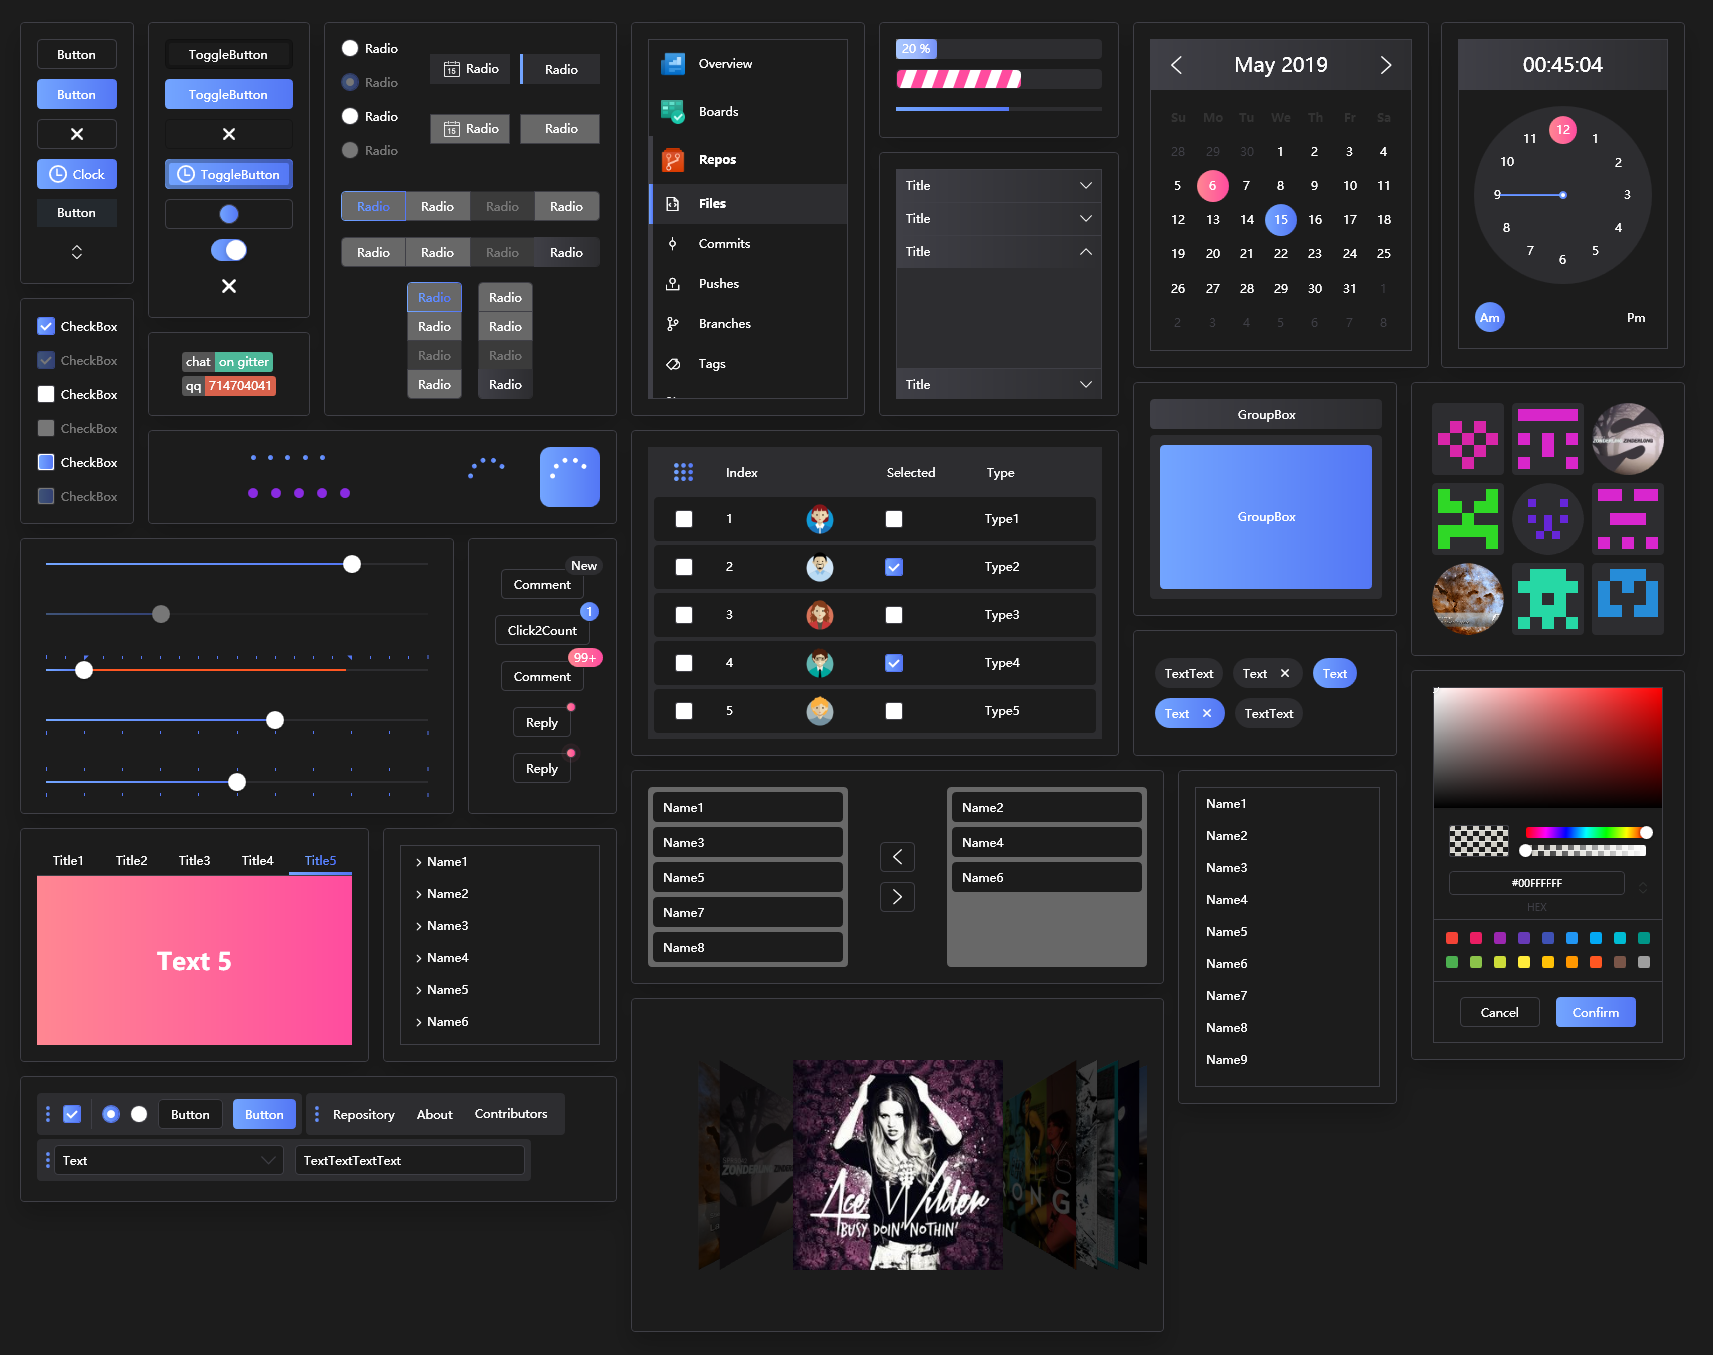 Button
Button
Clock
Button
ToggleButton
ToggleButton
ToggleButton
CheckBox
CheckBox
CheckBox
CheckBox
CheckBox
CheckBox
chat on gitter
qq 714704041
Radio
Radio
Radio
Radio
15 Radio
Radio
15 Radio
Radio
Radio Radio Radio Radio
Radio Radio Radio Radio
Radio Radio
Radio Radio
Radio Radio
Radio Radio
Overview
Boards
Repos
Files
Commits
Pushes
Branches
Tags
20 %
Title
Title
Title
Title
May 2019
Su Mo Tu We Th Fr Sa
28 29 30 1 2 3 4
5 6 7 8 9 10 11
12 13 14 15 16 17 18
19 20 21 22 23 24 25
26 27 28 29 30 31 1
2 3 4 5 6 7 8
00:45:04
12
11 1
10 2
9 3
8 4
7 5
6
Am Pm
Index Selected Type
1 Type1
2 Type2
3 Type3
4 Type4
5 Type5
GroupBox
GroupBox
ZONDERLING
New
Comment
1
Click2Count
99+
Comment
Reply
Reply
TextText Text Text
Text TextText
#00FFFFFF
HEX
Cancel Confirm
Name1
Name3
Name5
Name7
Name8
Name2
Name4
Name6
Name1
Name2
Name3
Name4
Name5
Name6
Name7
Name8
Name9
Title1 Title2 Title3 Title4 Title5
Text 5
Name1
Name2
Name3
Name4
Name5
Name6
Button Button
Repository About Contributors
Text TextTextTextText
ZONDERLING
Ace Wilder
BUSY DOIN' NOTHIN'